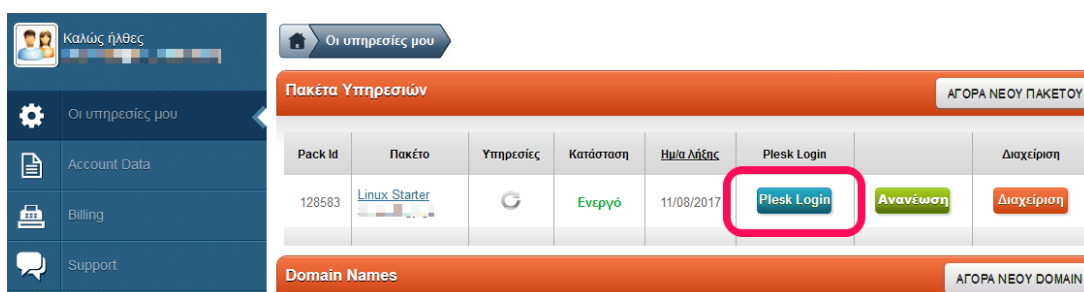 Καλώς ήλθες
Οι υπηρεσίες μου
Account Data
Billing
Support
Οι υπηρεσίες μου
Πακέτα Υπηρεσιών
ΑΓΟΡΑ ΝΕΟΥ ΠΑΚΕΤΟΥ
Pack Id Πακέτο Υπηρεσίες Κατάσταση Ημ/α Λήξης Plesk Login Διαχείριση
128583 Linux Starter Ενεργό 11/08/2017 Plesk Login Ανανέωση Διαχείριση
Domain Names
ΑΓΟΡΑ ΝΕΟΥ DOMAIN